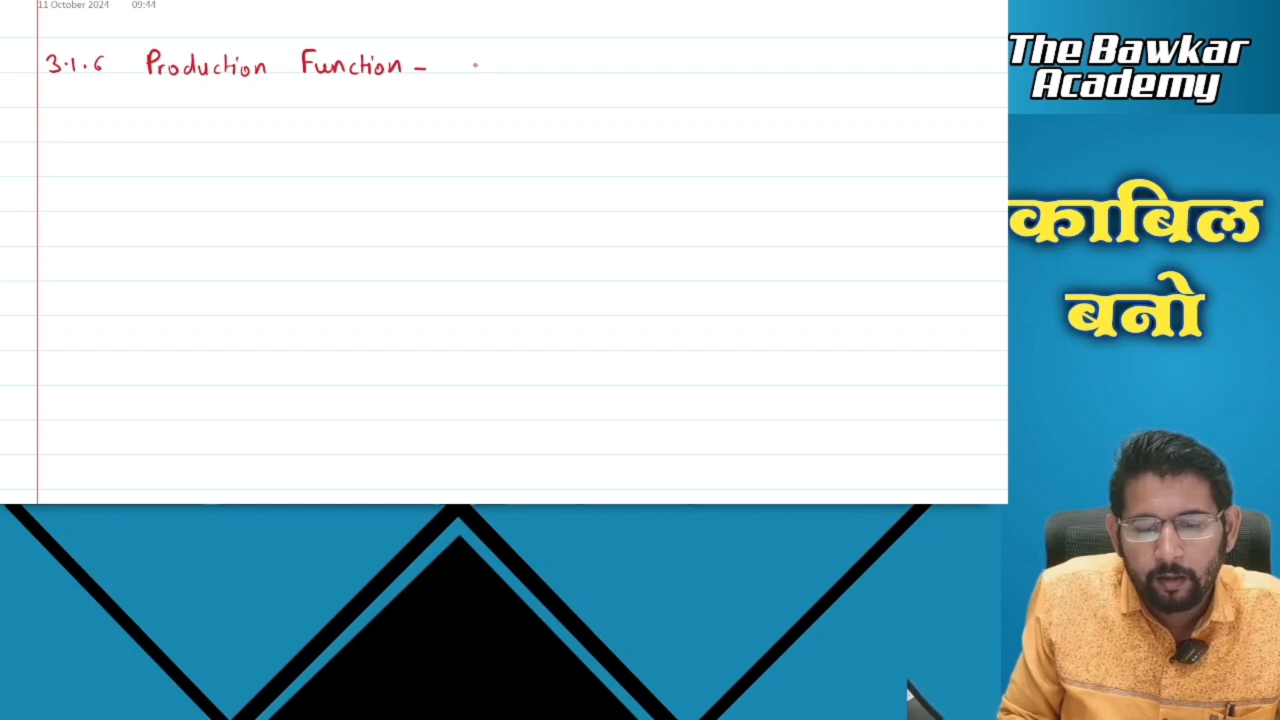 11 October 2024 09:44
3.1.6 Production Function -
The Bawkar
Academy
काबिल
बनो